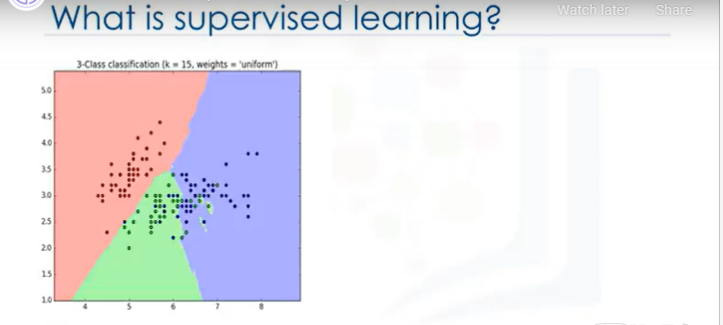 What is supervised learning?
Watch later
Share
3-Class classification (k = 15, weights = 'uniform')
5.0
4.5
4.0
3.5
3.0
2.5
2.0
1.5
1.0
4 5 6 7 8